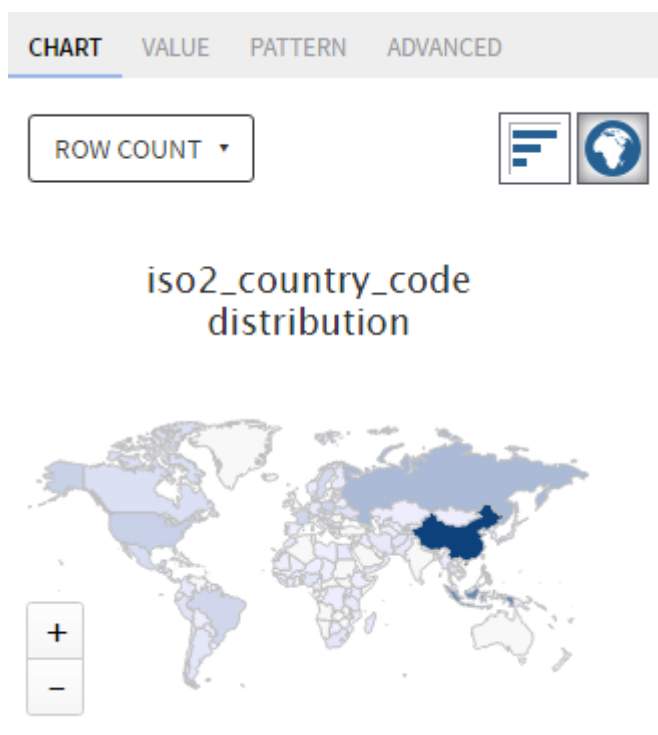 CHART VALUE PATTERN ADVANCED
ROW COUNT
iso2_country_code
distribution
+
-